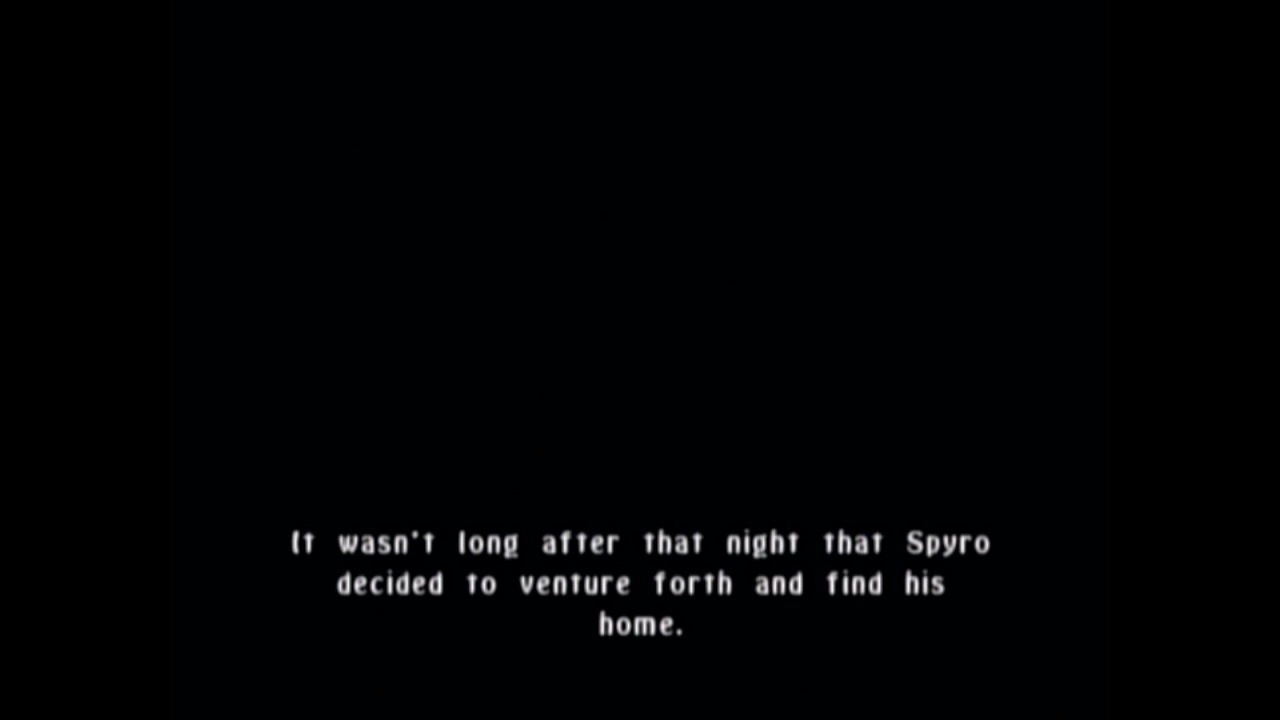 It wasn't long after that night that Spyro
decided to venture forth and find his
home.